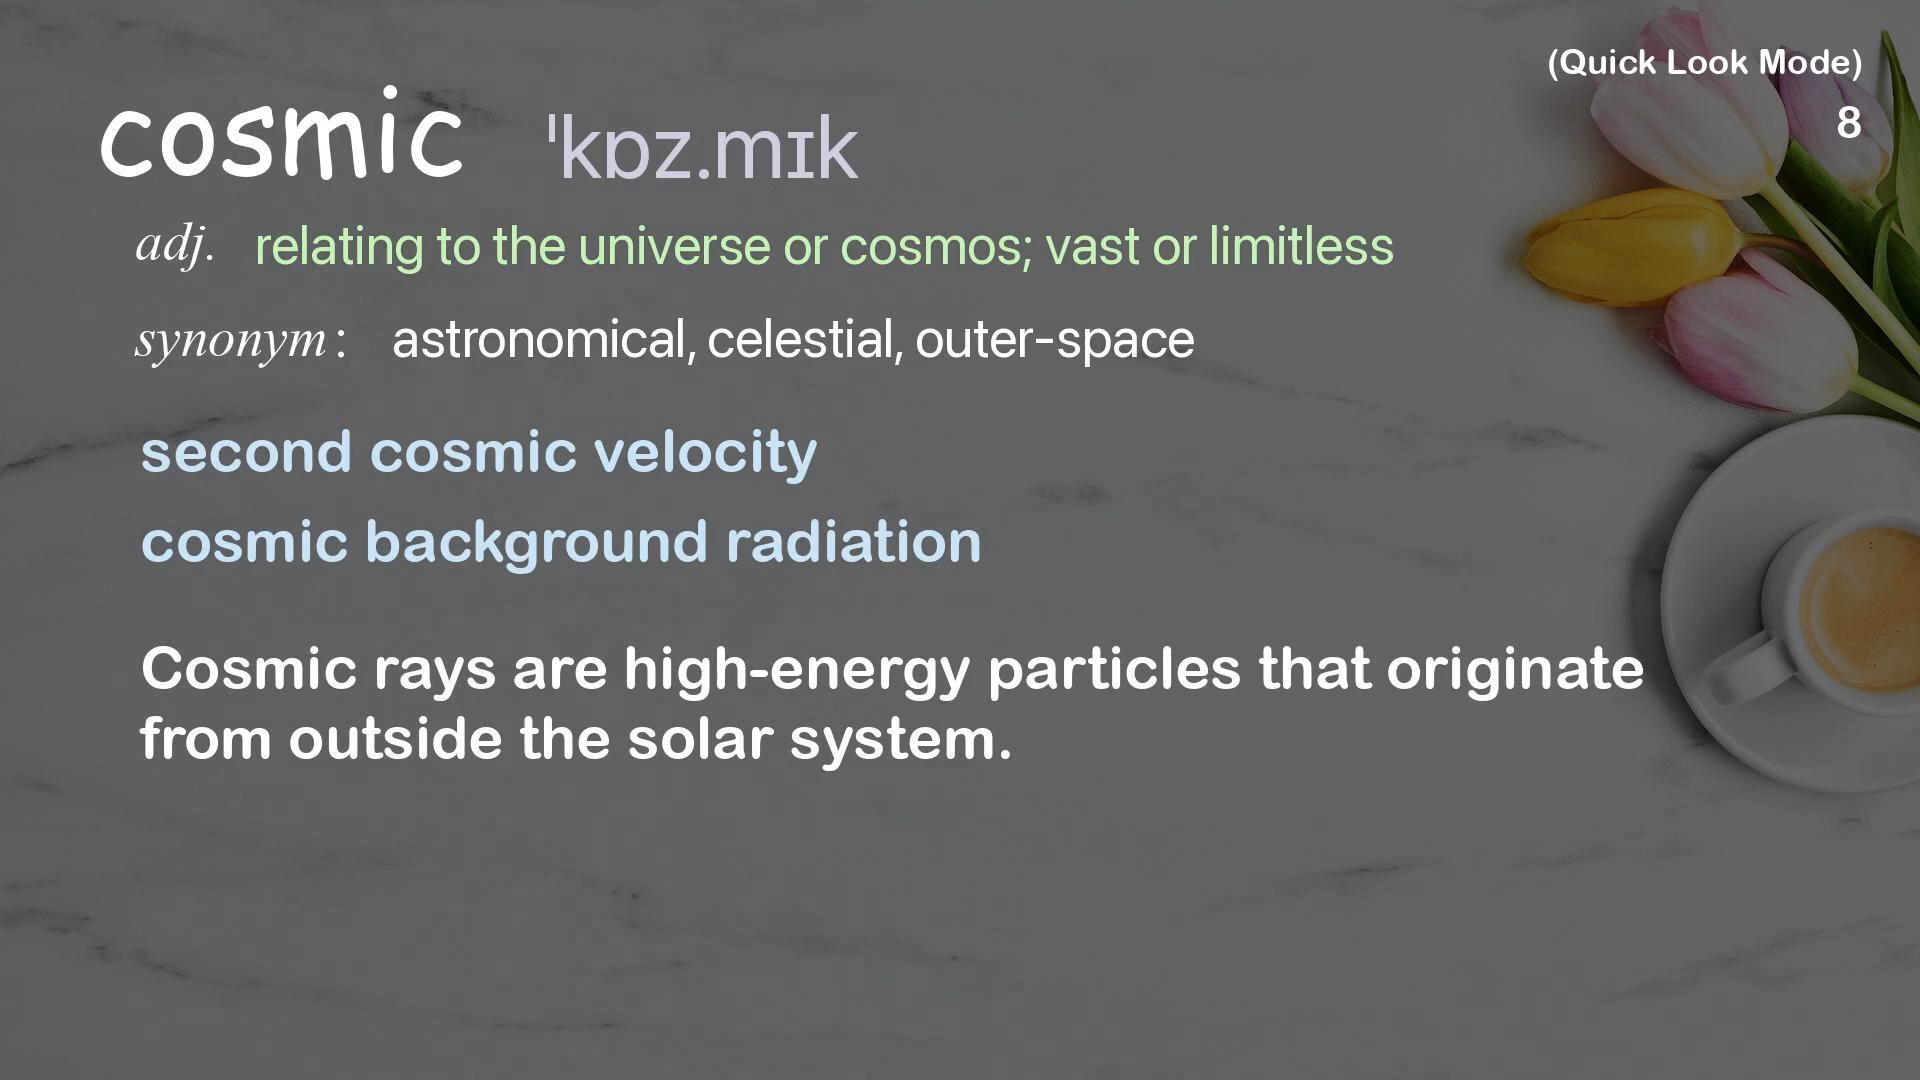 (Quick Look Mode)
8
cosmic ˈkɒz.mɪk
adj. relating to the universe or cosmos; vast or limitless
synonym : astronomical, celestial, outer-space
second cosmic velocity
cosmic background radiation
Cosmic rays are high-energy particles that originate
from outside the solar system.